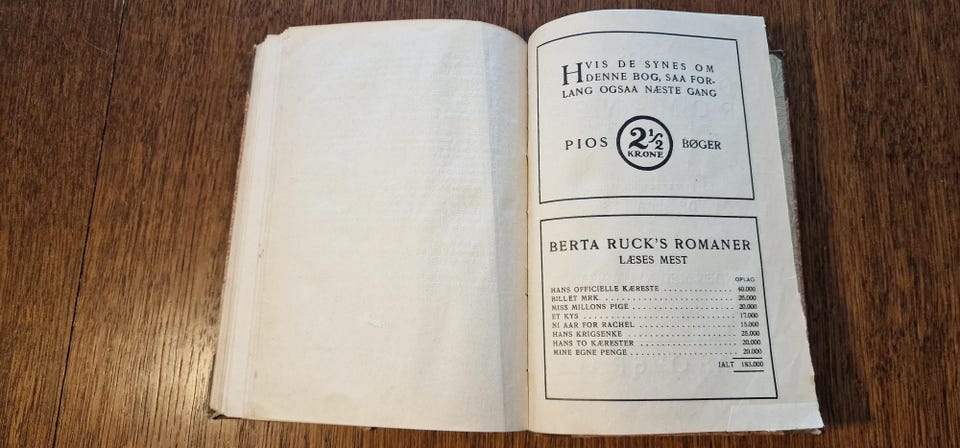 HVIS DE SYNES OM
DENNE BOG, SAA FOR-
LANG OGSAA NÆSTE GANG
PIOS 2½ KRONE BØGER
BERTA RUCK'S ROMANER
LÆSES MEST
OPLAG
HANS OFFICIELLE KÆRESTE 40.000
BILLET MRK. 26.000
MISS MILLONS PIGE 20.000
ET KYS 17.000
NI AAR FOR RACHEL 15.000
HANS KRIGSENKE 25.000
HANS TO KÆRESTER 20.000
MINE EGNE PENGE 20.000
IALT 183.000